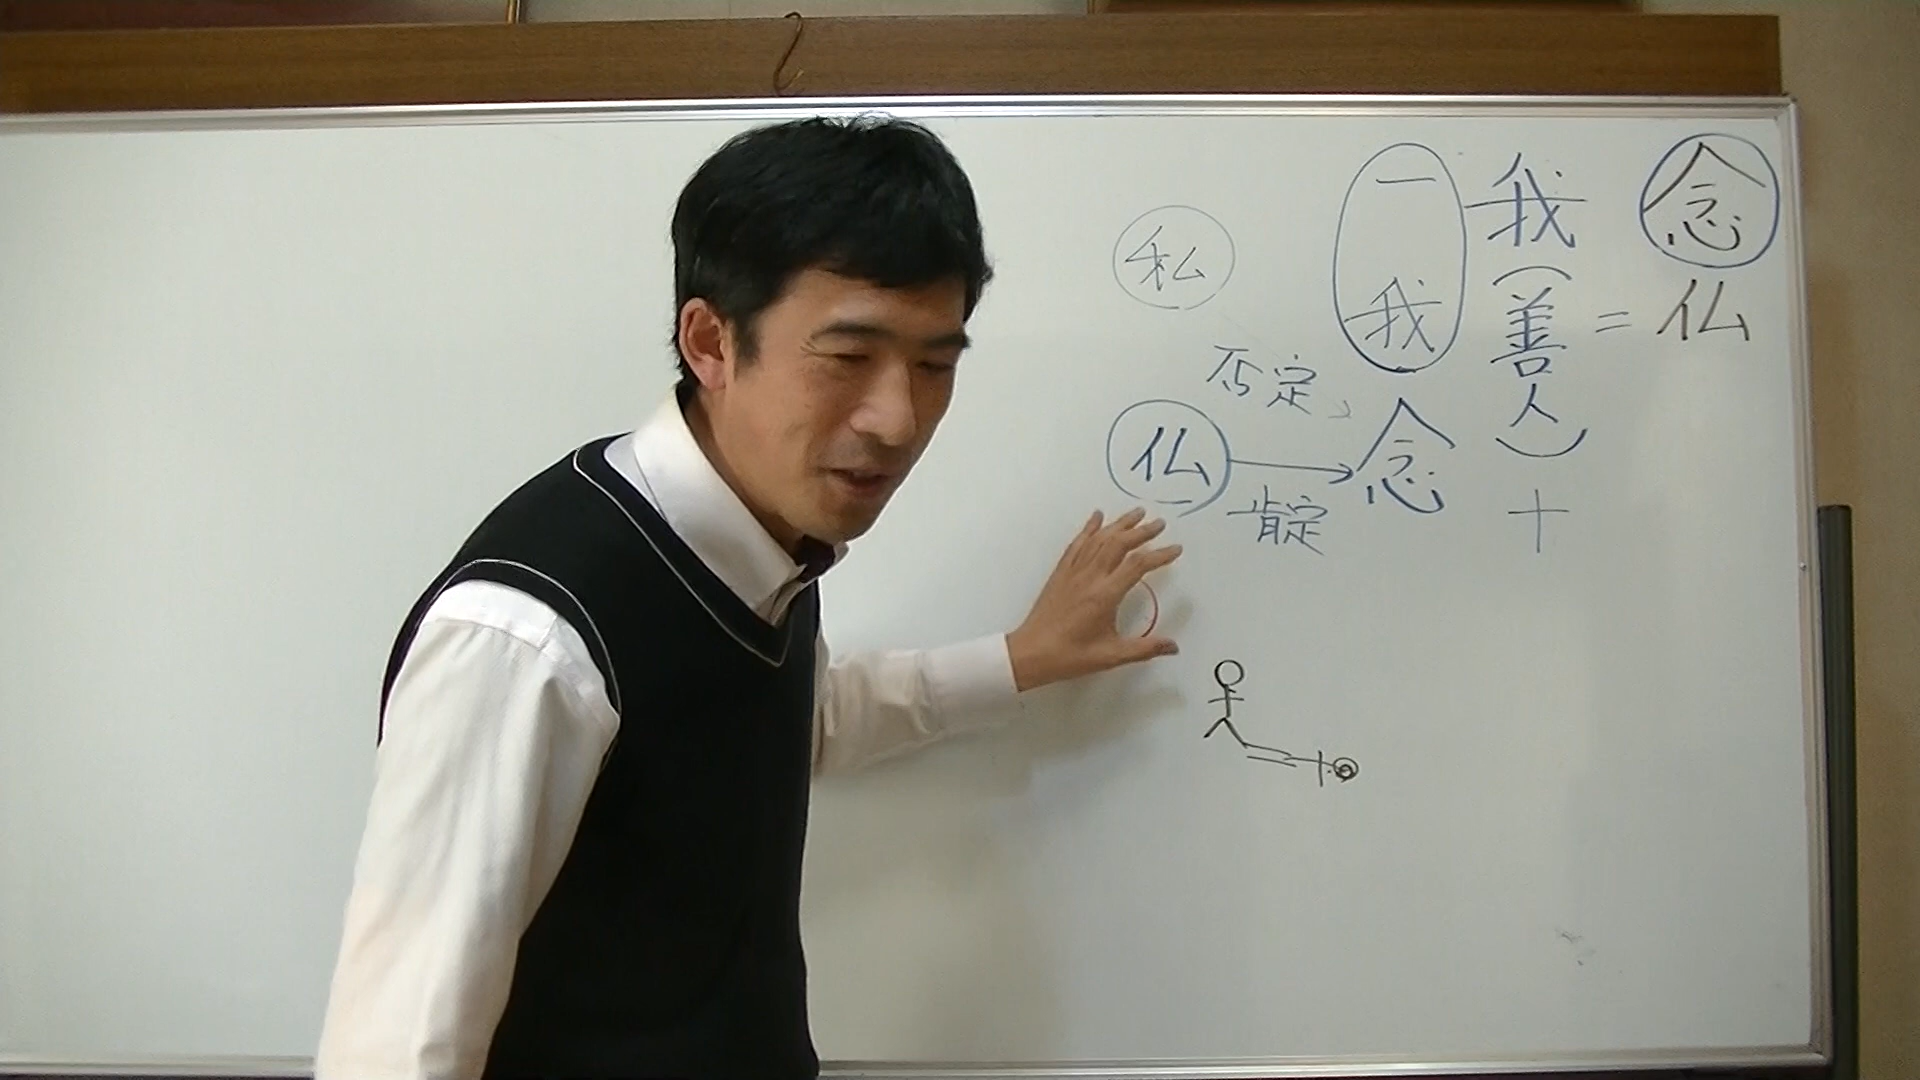 念仏
=
我(善人)+
一我
念
否定
肯定
私
仏